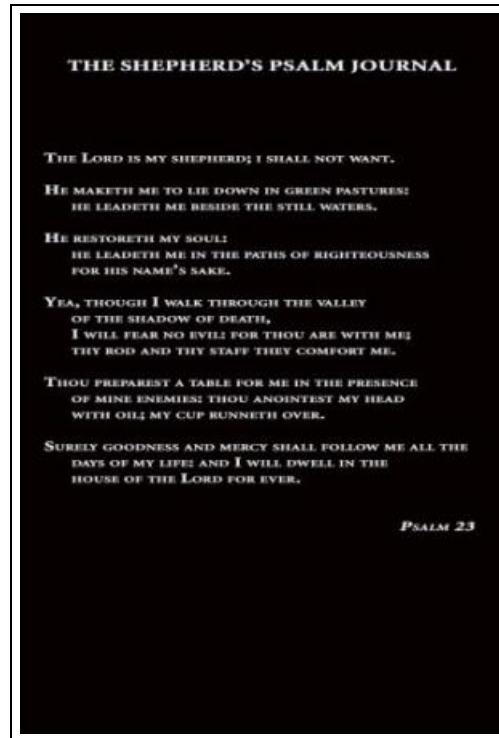 THE SHEPHERD'S PSALM JOURNAL
THE LORD IS MY SHEPHERD; I SHALL NOT WANT.
HE MAKETH ME TO LIE DOWN IN GREEN PASTURES:
HE LEADETH ME BESIDE THE STILL WATERS.
HE RESTORETH MY SOUL:
HE LEADETH ME IN THE PATHS OF RIGHTEOUSNESS
FOR HIS NAME'S SAKE.
YEA, THOUGH I WALK THROUGH THE VALLEY
OF THE SHADOW OF DEATH,
I WILL FEAR NO EVIL: FOR THOU ARE WITH ME;
THY ROD AND THY STAFF THEY COMFORT ME.
THOU PREPAREST A TABLE FOR ME IN THE PRESENCE
OF MINE ENEMIES: THOU ANOINTEST MY HEAD
WITH OIL; MY CUP RUNNETH OVER.
SURELY GOODNESS AND MERCY SHALL FOLLOW ME ALL THE
DAYS OF MY LIFE: AND I WILL DWELL IN THE
HOUSE OF THE LORD FOR EVER.
PSALM 23